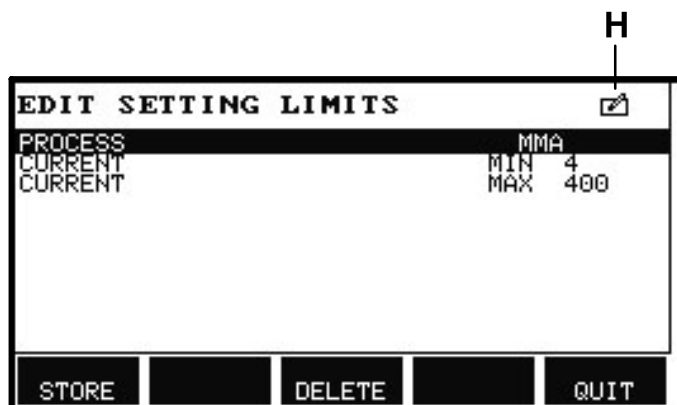 H
EDIT SETTING LIMITS
PROCESS MMA
CURRENT MIN 4
CURRENT MAX 400
STORE DELETE QUIT